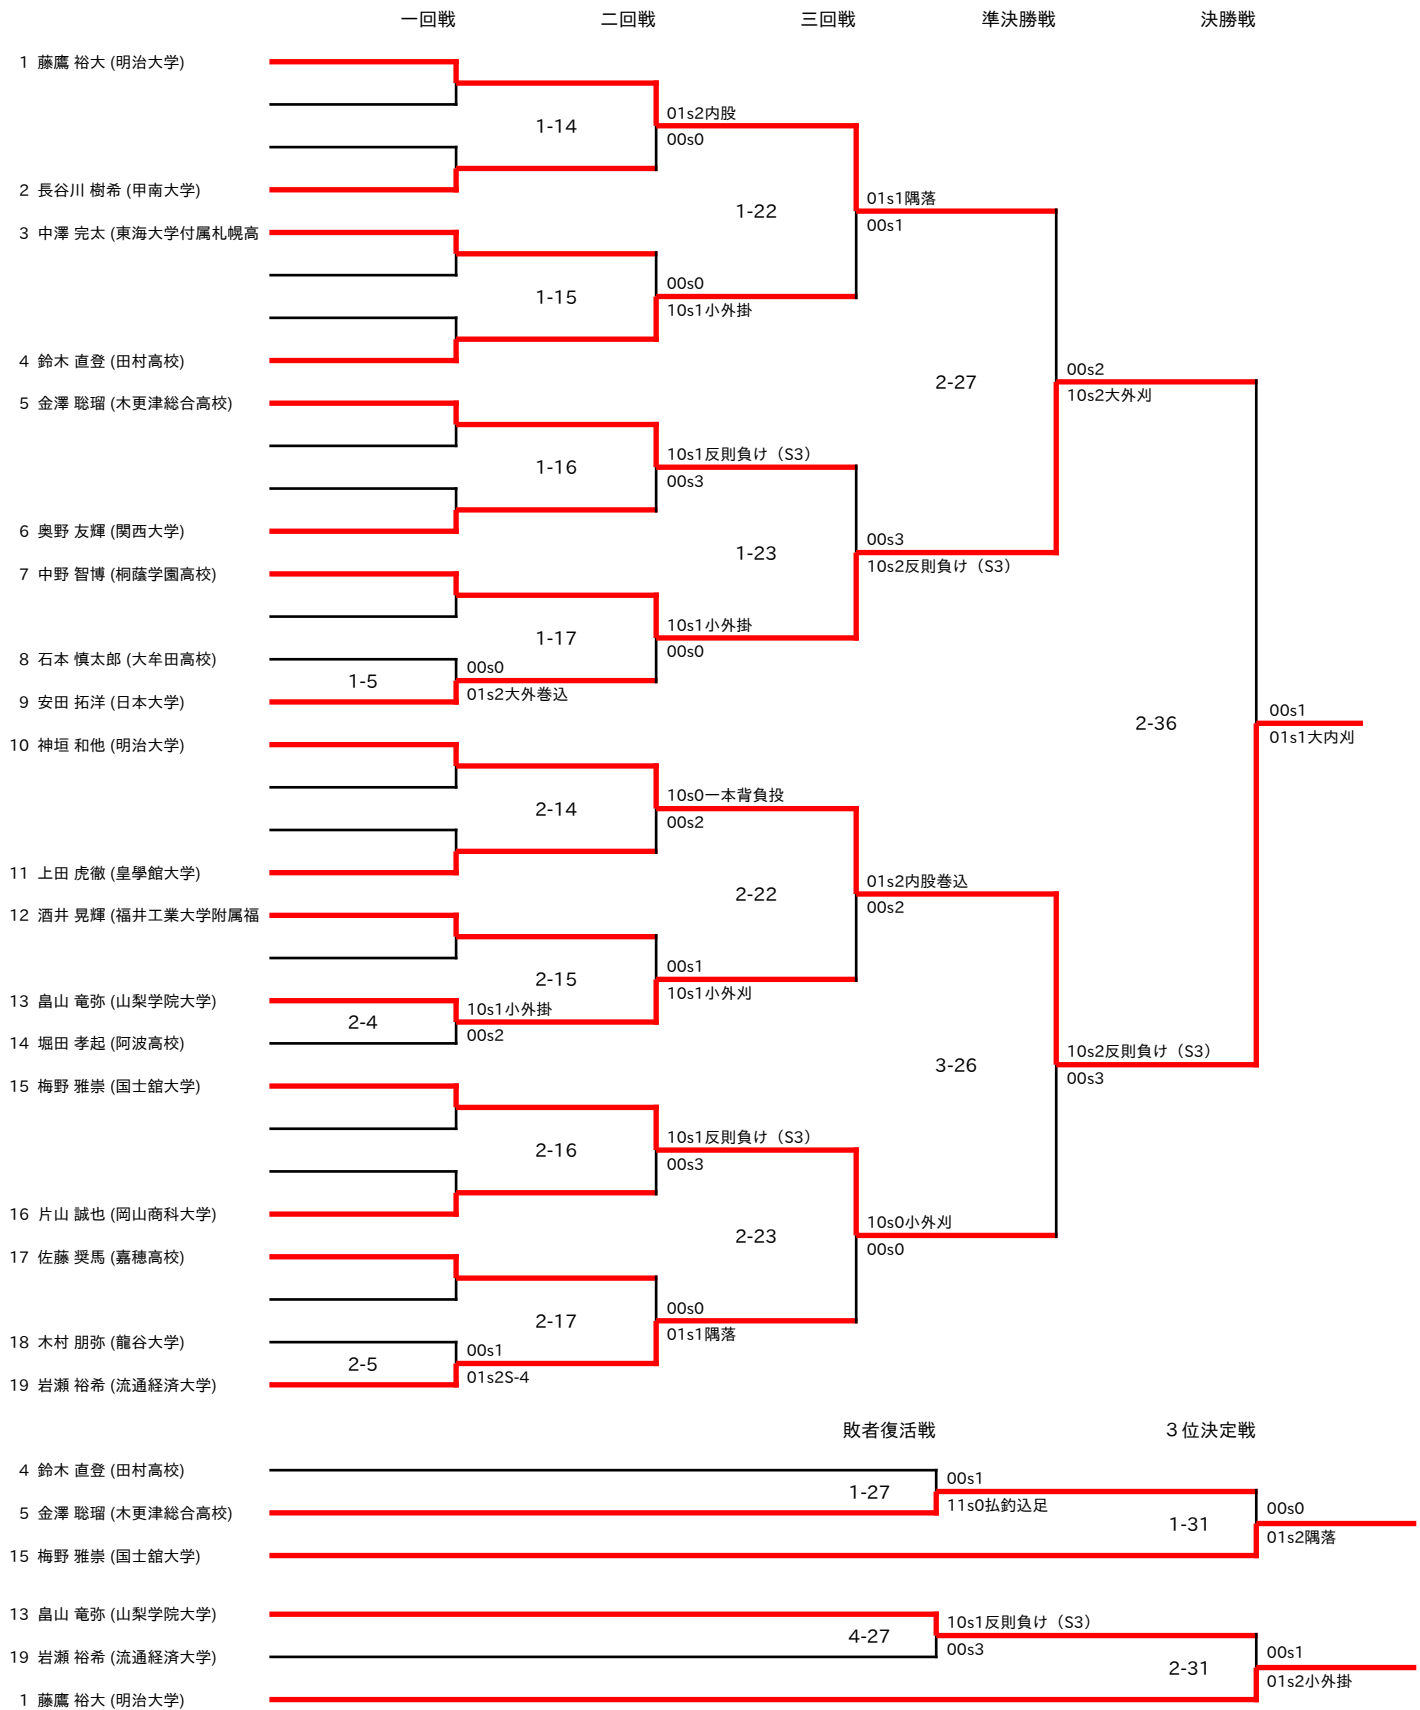 一回戦 二回戦 三回戦 準決勝戦 決勝戦
1 藤鷹 裕大 (明治大学)
01s2内股
1-14
00s0
2 長谷川 樹希 (甲南大学)
01s1隅落
1-22
00s1
3 中澤 完太 (東海大学付属札幌高
00s0
1-15
10s1小外掛
4 鈴木 直登 (田村高校)
00s2
2-27
10s2大外刈
5 金澤 聡瑠 (木更津総合高校)
10s1反則負け（S3）
1-16
00s3
6 奥野 友輝 (関西大学)
00s3
1-23
10s2反則負け（S3）
7 中野 智博 (桐蔭学園高校)
10s1小外掛
1-17
00s0
8 石本 慎太郎 (大牟田高校)
00s0
1-5
01s2大外巻込
9 安田 拓洋 (日本大学)
00s1
2-36
01s1大内刈
10 神垣 和他 (明治大学)
10s0一本背負投
2-14
00s2
11 上田 虎徹 (皇學館大学)
01s2内股巻込
2-22
00s2
12 酒井 晃輝 (福井工業大学附属福
00s1
2-15
10s1小外刈
13 畠山 竜弥 (山梨学院大学)
10s1小外掛
2-4
00s2
14 堀田 孝起 (阿波高校)
10s2反則負け（S3）
3-26
00s3
15 梅野 雅崇 (国士舘大学)
10s1反則負け（S3）
2-16
00s3
16 片山 誠也 (岡山商科大学)
10s0小外刈
2-23
00s0
17 佐藤 奨馬 (嘉穂高校)
00s0
2-17
01s1隅落
18 木村 朋弥 (龍谷大学)
00s1
2-5
01s2S-4
19 岩瀬 裕希 (流通経済大学)
敗者復活戦 ３位決定戦
4 鈴木 直登 (田村高校)
00s1
1-27
11s0払釣込足
5 金澤 聡瑠 (木更津総合高校)
00s0
1-31
01s2隅落
15 梅野 雅崇 (国士舘大学)
13 畠山 竜弥 (山梨学院大学)
10s1反則負け（S3）
4-27
00s3
19 岩瀬 裕希 (流通経済大学)
00s1
2-31
01s2小外掛
1 藤鷹 裕大 (明治大学)